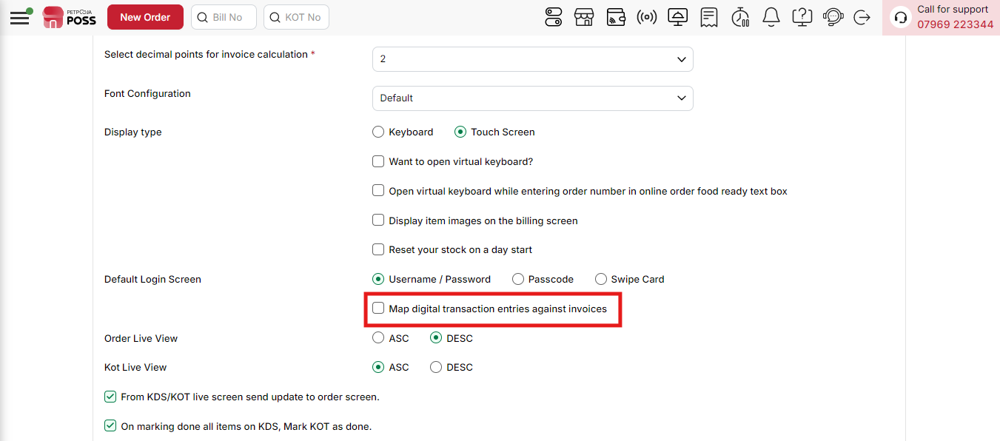 PETPOOJA
POSS
New Order
Bill No
KOT No
Call for support
07969 223344
Select decimal points for invoice calculation *
2
Font Configuration
Default
Display type
Keyboard
Touch Screen
Want to open virtual keyboard?
Open virtual keyboard while entering order number in online order food ready text box
Display item images on the billing screen
Reset your stock on a day start
Default Login Screen
Username / Password
Passcode
Swipe Card
Map digital transaction entries against invoices
Order Live View
ASC
DESC
Kot Live View
ASC
DESC
From KDS/KOT live screen send update to order screen.
On marking done all items on KDS, Mark KOT as done.